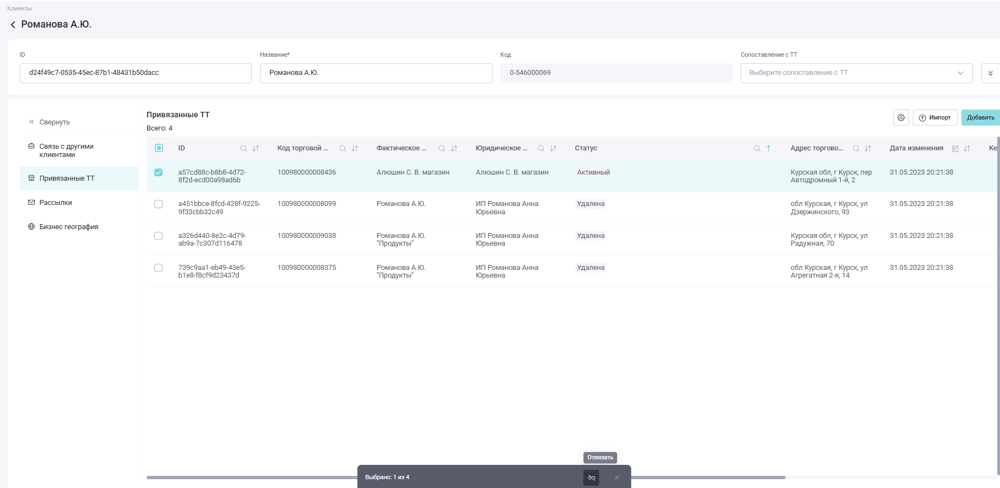 Клиенты
Романова А.Ю.
ID
Название*
Код
Сопоставление с ТТ
d24f49c7-0535-45ec-87b1-48431b50dacc
Романова А.Ю.
0-546000069
Выберите сопоставление с ТТ
Свернуть
Связь с другими
клиентами
Привязанные ТТ
Рассылки
Бизнес география
Привязанные ТТ
Всего: 4
Импорт
Добавить
ID
Код торговой ...
Фактическое ...
Юридическое ...
Статус
Адрес торгово...
Дата изменения
Ке
a57cd88c-b8b8-4d72-
8f2d-ecd00a98ad6b
100980000008436
Алюшин С. В. магазин
Алюшин С. В. магазин
Активный
Курская обл, г Курск, пер
Автодромный 1-й, 2
31.05.2023 20:21:38
a451bbce-8fcd-428f-9225-
9f33cbb32c49
100980000008099
Романова А.Ю.
ИП Романова Анна
Юрьевна
Удалена
обл Курская, г Курск, ул
Дзержинского, 93
31.05.2023 20:21:38
a326d440-8e2c-4d79-
ab9a-7c307d116478
100980000009038
Романова А.Ю.
"Продукты"
ИП Романова Анна
Юрьевна
Удалена
Курская обл, г Курск, ул
Радужная, 70
31.05.2023 20:21:38
739c9aa1-eb49-43e5-
b1e8-f8cf9d23437d
100980000008375
Романова А.Ю.
"Продукты"
ИП Романова Анна
Юрьевна
Удалена
обл Курская, г Курск, ул
Агрегатная 2-я, 14
31.05.2023 20:21:38
Отвязать
Выбрано: 1 из 4